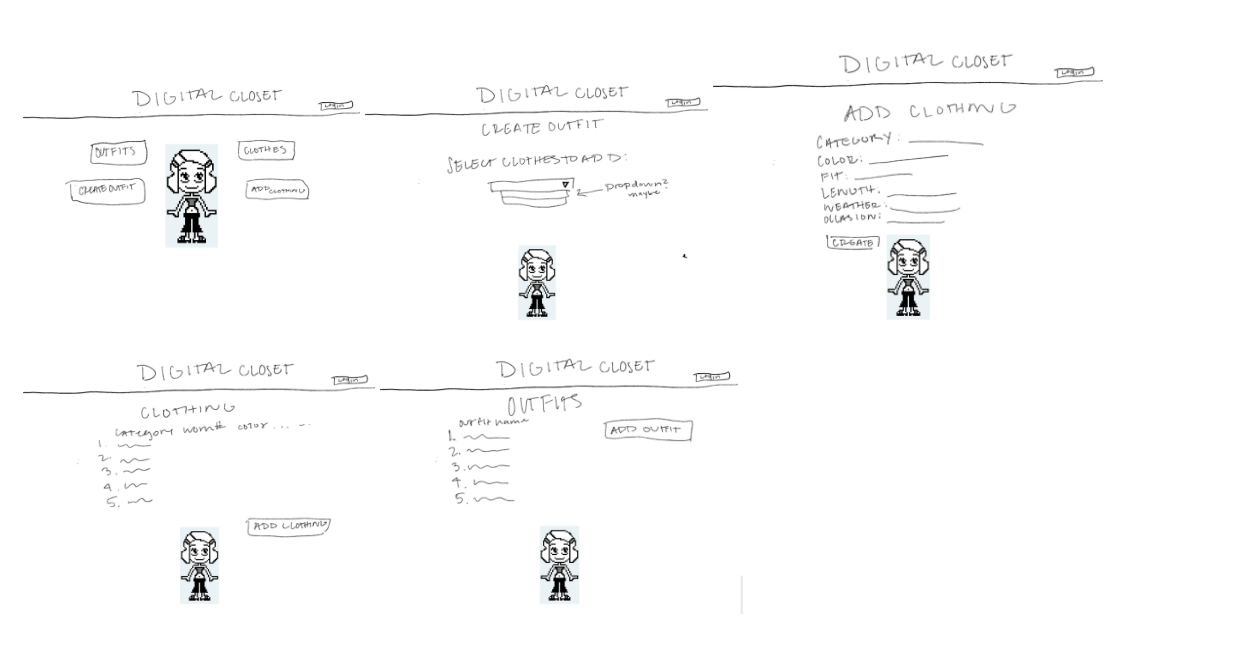 DIGITAL CLOSET
LOGIN
OUTFITS
CLOTHES
CREATE OUTFIT
ADD CLOTHING
DIGITAL CLOSET
LOGIN
CREATE OUTFIT
SELECT CLOTHES TO ADD:
Dropdown?
maybe?
DIGITAL CLOSET
LOGIN
ADD CLOTHING
CATEGORY:
COLOR:
FIT:
LENGTH:
WEATHER:
OCCASION:
CREATE
DIGITAL CLOSET
LOGIN
CLOTHING
category color... -.
1.
2.
3.
4.
5.
ADD CLOTHING
DIGITAL CLOSET
LOGIN
OUTFITS
outfit name
1.
2.
3.
4.
5.
ADD OUTFIT